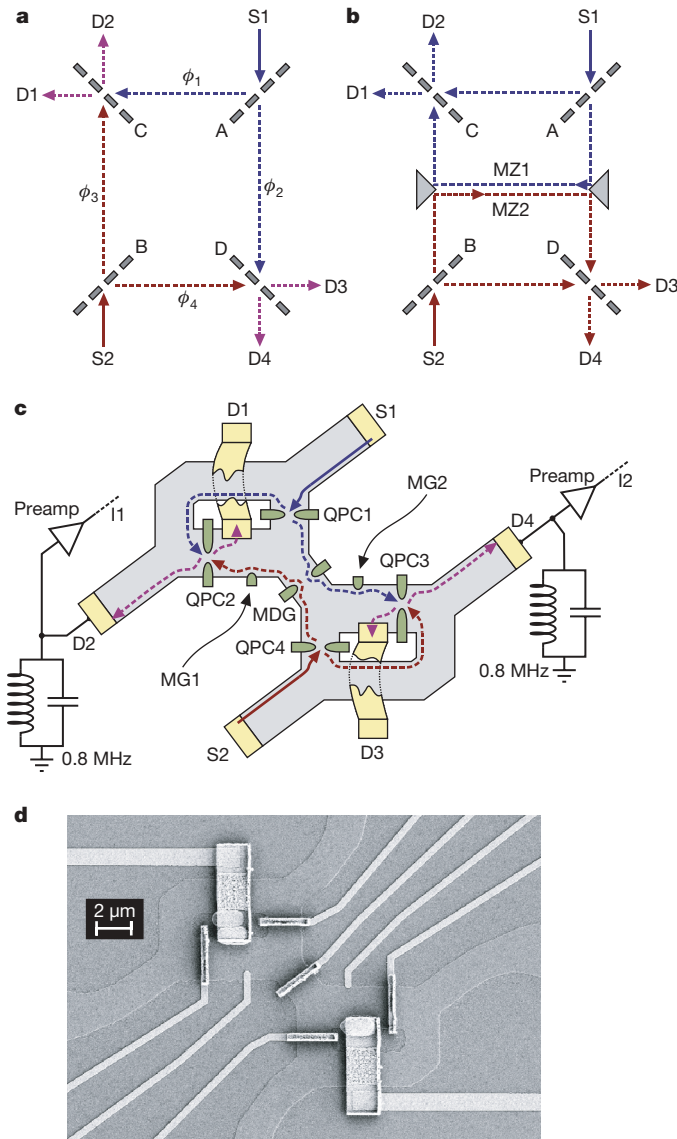 a
D2
S1
D1
ϕ1
C
A
ϕ3
ϕ2
B
D
ϕ4
D3
S2
D4
b
D2
S1
D1
C
A
MZ1
MZ2
B
D
D3
S2
D4
c
D1
S1
Preamp
I1
MG2
Preamp
I2
D4
QPC1
QPC3
QPC2
MDG
D2
QPC4
MG1
0.8 MHz
0.8 MHz
S2
D3
d
2 μm